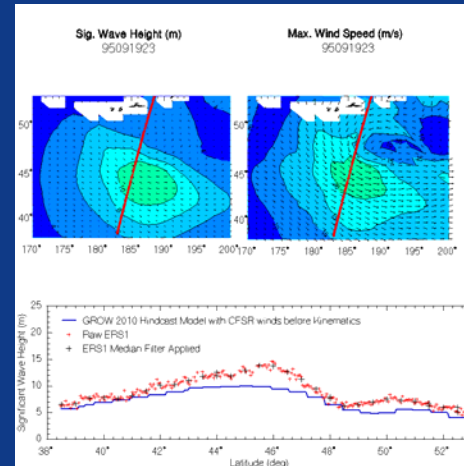 Sig. Wave Height (m)
95091923
Max. Wind Speed (m/s)
95091923
50°
45°
40°
170° 175° 180° 185° 190° 195° 200°
50°
45°
40°
170° 175° 180° 185° 190° 195° 200°
Significant Wave Height (m)
25
20
15
10
5
0
GROW 2010 Hindcast Model with CFSR winds before Kinematics
Raw ERS1
ERS1 Median Filter Applied
38° 40° 42° 44° 46° 48° 50° 52°
Latitude (deg)